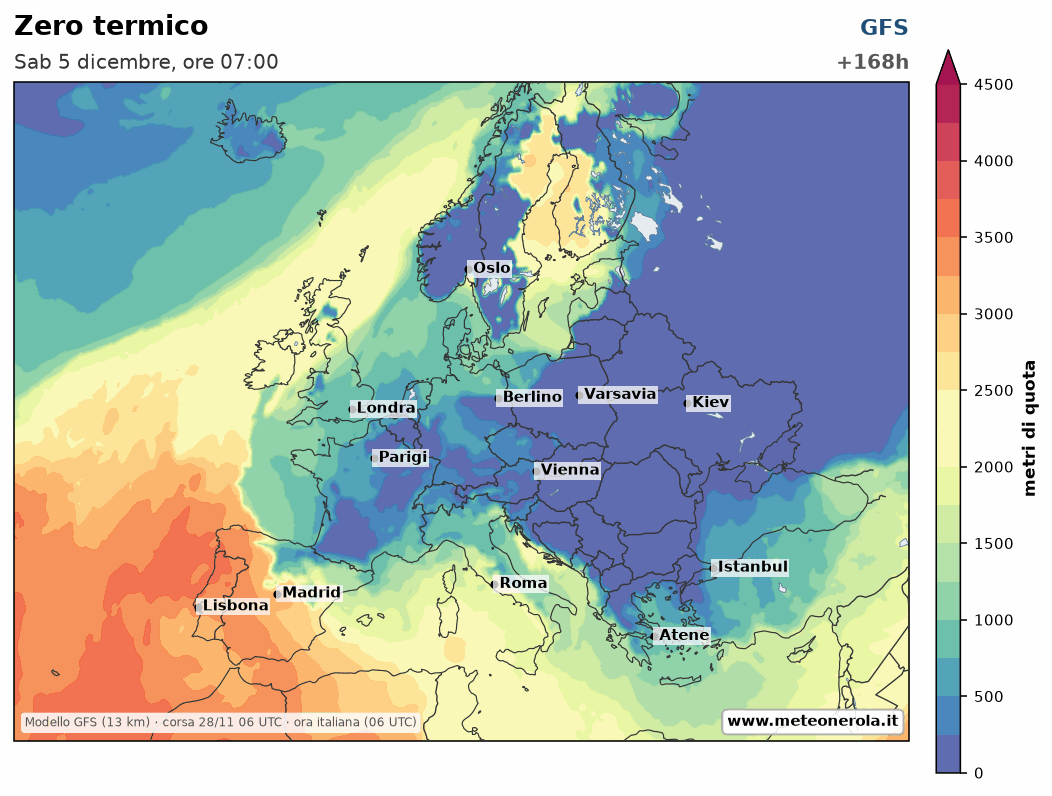 Zero termico
GFS
Sab 5 dicembre, ore 07:00
+168h
4500
4000
3500
3000
2500
2000
1500
1000
500
0
metri di quota
Oslo
Berlino
Varsavia
Kiev
Londra
Parigi
Vienna
Istanbul
Roma
Madrid
Lisbona
Atene
Modello GFS (13 km) · corsa 28/11 06 UTC · ora italiana (06 UTC)
www.meteonerola.it